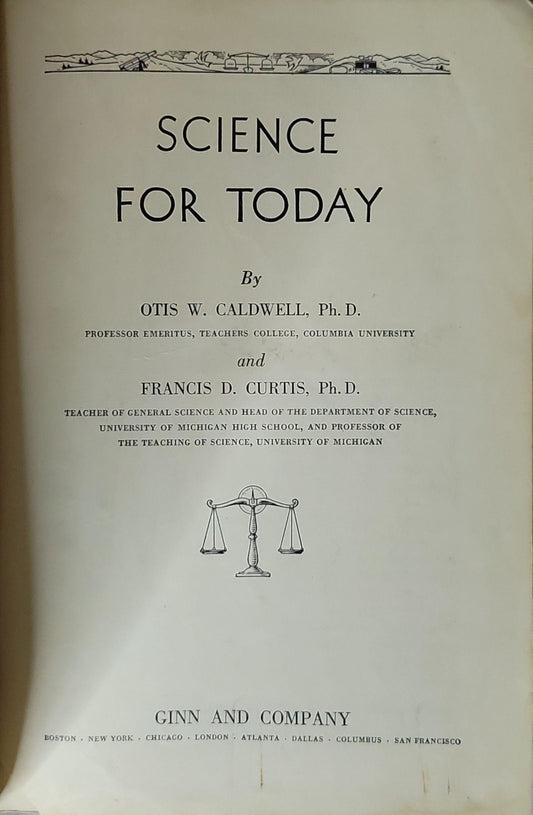 SCIENCE
FOR TODAY
By
OTIS W. CALDWELL, Ph. D.
PROFESSOR EMERITUS, TEACHERS COLLEGE, COLUMBIA UNIVERSITY
and
FRANCIS D. CURTIS, Ph. D.
TEACHER OF GENERAL SCIENCE AND HEAD OF THE DEPARTMENT OF SCIENCE,
UNIVERSITY OF MICHIGAN HIGH SCHOOL, AND PROFESSOR OF
THE TEACHING OF SCIENCE, UNIVERSITY OF MICHIGAN
GINN AND COMPANY
BOSTON · NEW YORK · CHICAGO · LONDON · ATLANTA · DALLAS · COLUMBUS · SAN FRANCISCO